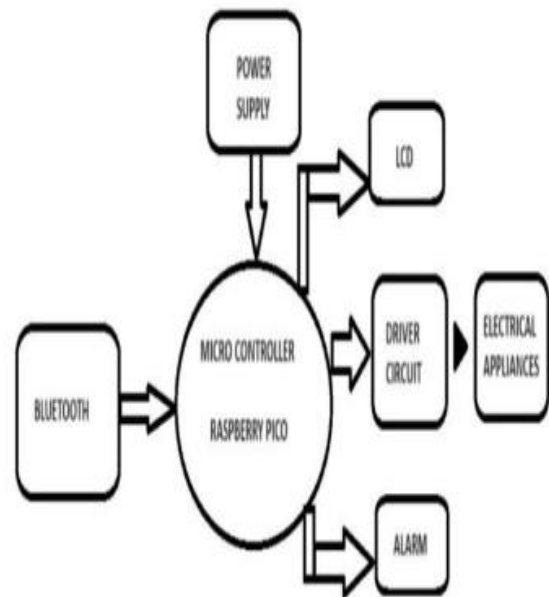 POWER
SUPPLY
LCD
MICRO CONTROLLER
RASPBERRY PICO
DRIVER
CIRCUIT
ELECTRICAL
APPLIANCES
BLUETOOTH
ALARM